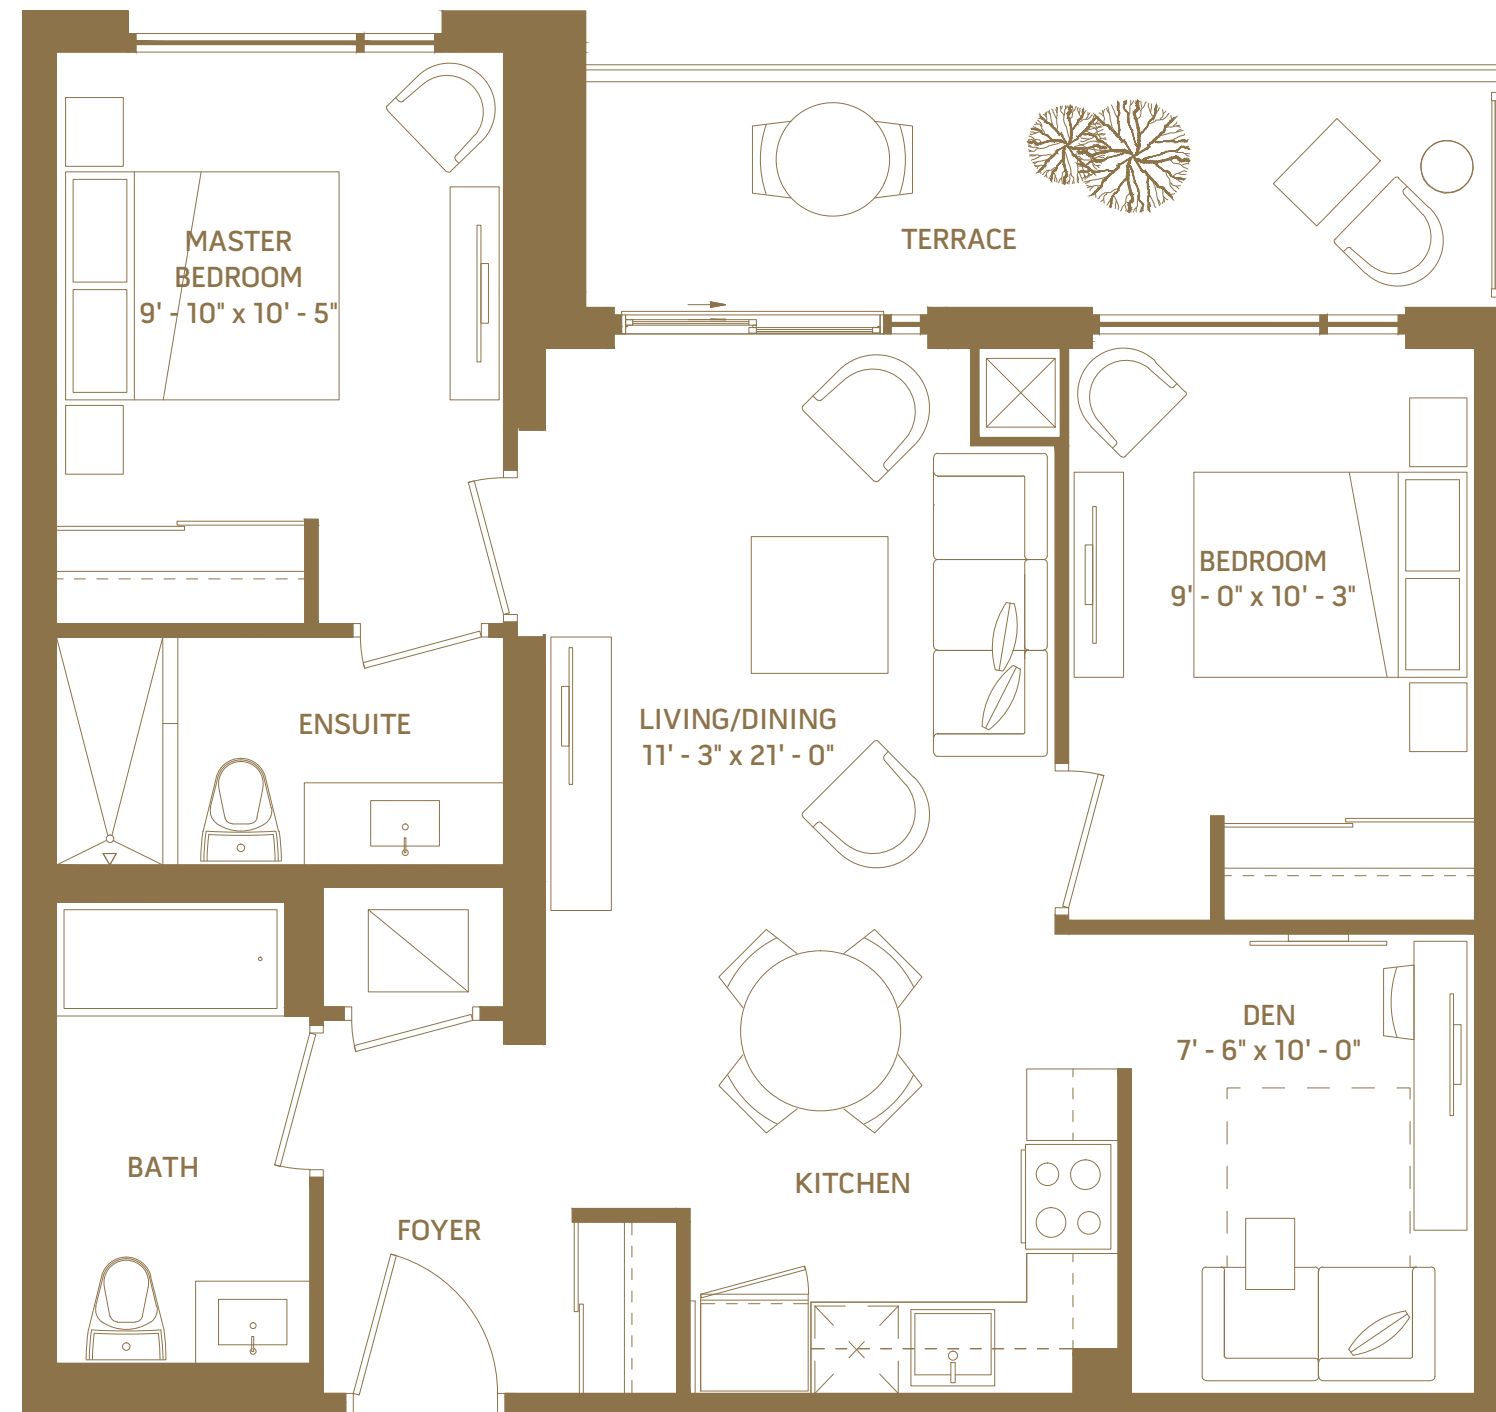 MASTER
BEDROOM
9' - 10" x 10' - 5"
TERRACE
BEDROOM
9' - 0" x 10' - 3"
ENSUITE
LIVING/DINING
11' - 3" x 21' - 0"
DEN
7' - 6" x 10' - 0"
BATH
KITCHEN
FOYER